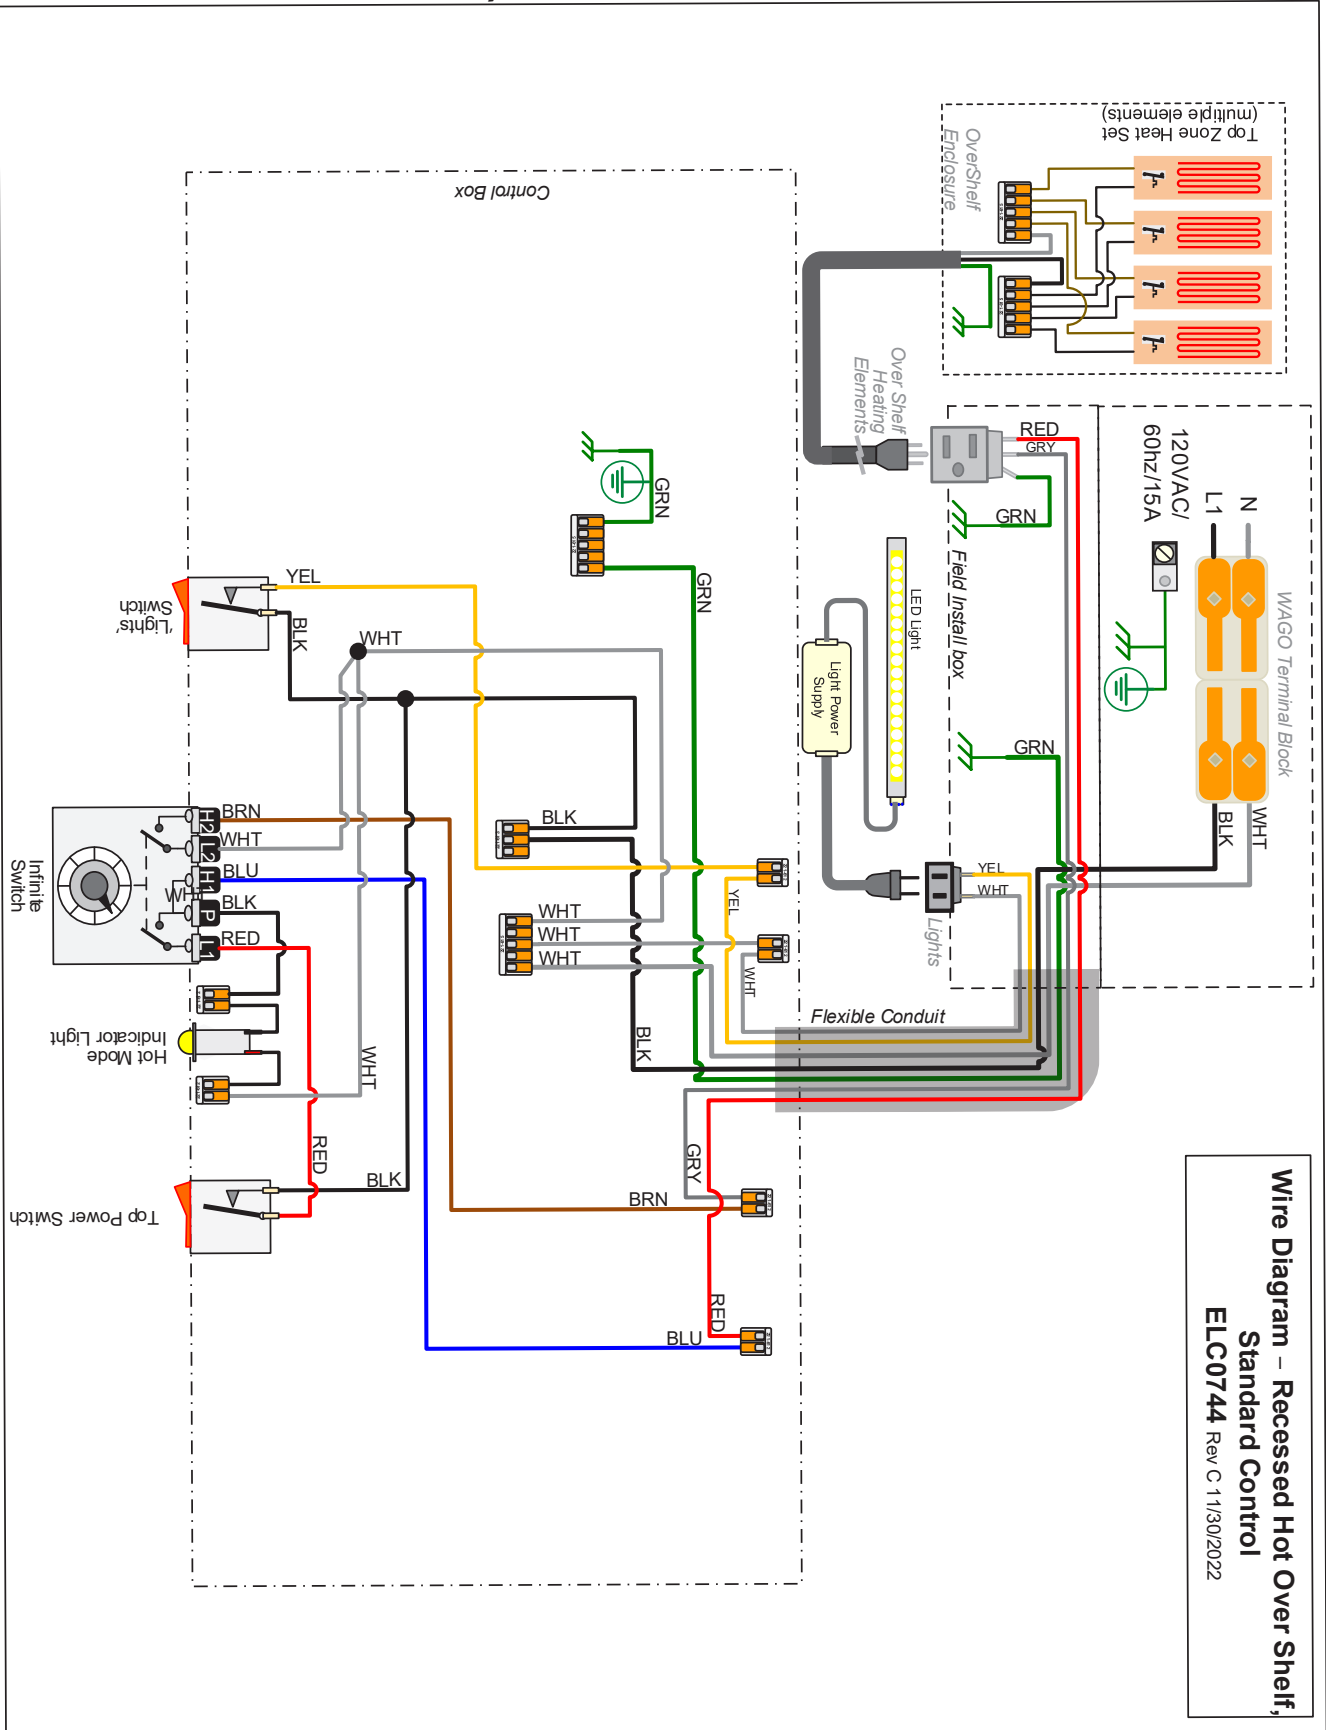 Wire Diagram – Recessed Hot Over Shelf,
Standard Control
ELC0744 Rev C 11/30/2022
Top Zone Heat Set
(multiple elements)
OverShelf
Enclosure
Control Box
Over Shelf
Heating
Elements
RED
GRY
GRN
120VAC/
60hz/15A
L1
N
WAGO Terminal Block
WHT
BLK
Field Install box
GRN
LED Light
Light Power
Supply
YEL
WHT
Lights
Flexible Conduit
GRN
GRN
YEL
BLK
'Lights'
Switch
WHT
BLK
BRN
WHT
BLU
BLK
RED
H2
L2
H1
P
L1
Infinite
Switch
WHT
WHT
WHT
YEL
WHT
BLK
Hot Mode
Indicator Light
WHT
RED
BLK
Top Power Switch
GRY
BRN
RED
BLU